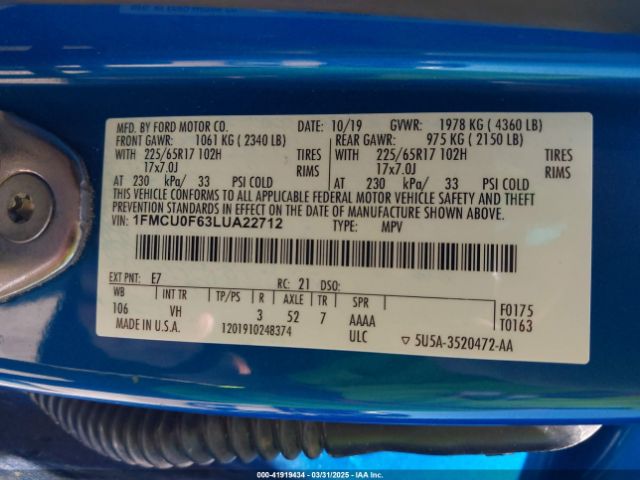 MFD. BY FORD MOTOR CO. DATE: 10/19 GVWR: 1978 KG ( 4360 LB)
FRONT GAWR: 1061 KG ( 2340 LB) REAR GAWR: 975 KG ( 2150 LB)
WITH 225/65R17 102H TIRES WITH 225/65R17 102H TIRES
17x7.0J RIMS 17x7.0J RIMS
AT 230 kPa/ 33 PSI COLD AT 230 kPa/ 33 PSI COLD
THIS VEHICLE CONFORMS TO ALL APPLICABLE FEDERAL MOTOR VEHICLE SAFETY AND THEFT
PREVENTION STANDARDS IN EFFECT ON THE DATE OF MANUFACTURE SHOWN ABOVE.
VIN: 1FMCU0F63LUA22712 TYPE: MPV
EXT PNT: E7 RC: 21 DSO:
WB INT TR TP/PS R AXLE TR SPR F0175
106 VH 3 52 7 AAAA T0163
MADE IN U.S.A. 1201910248374 ULC ▽ 5U5A-3520472-AA
000-41919434 - 03/31/2025 - IAA Inc.